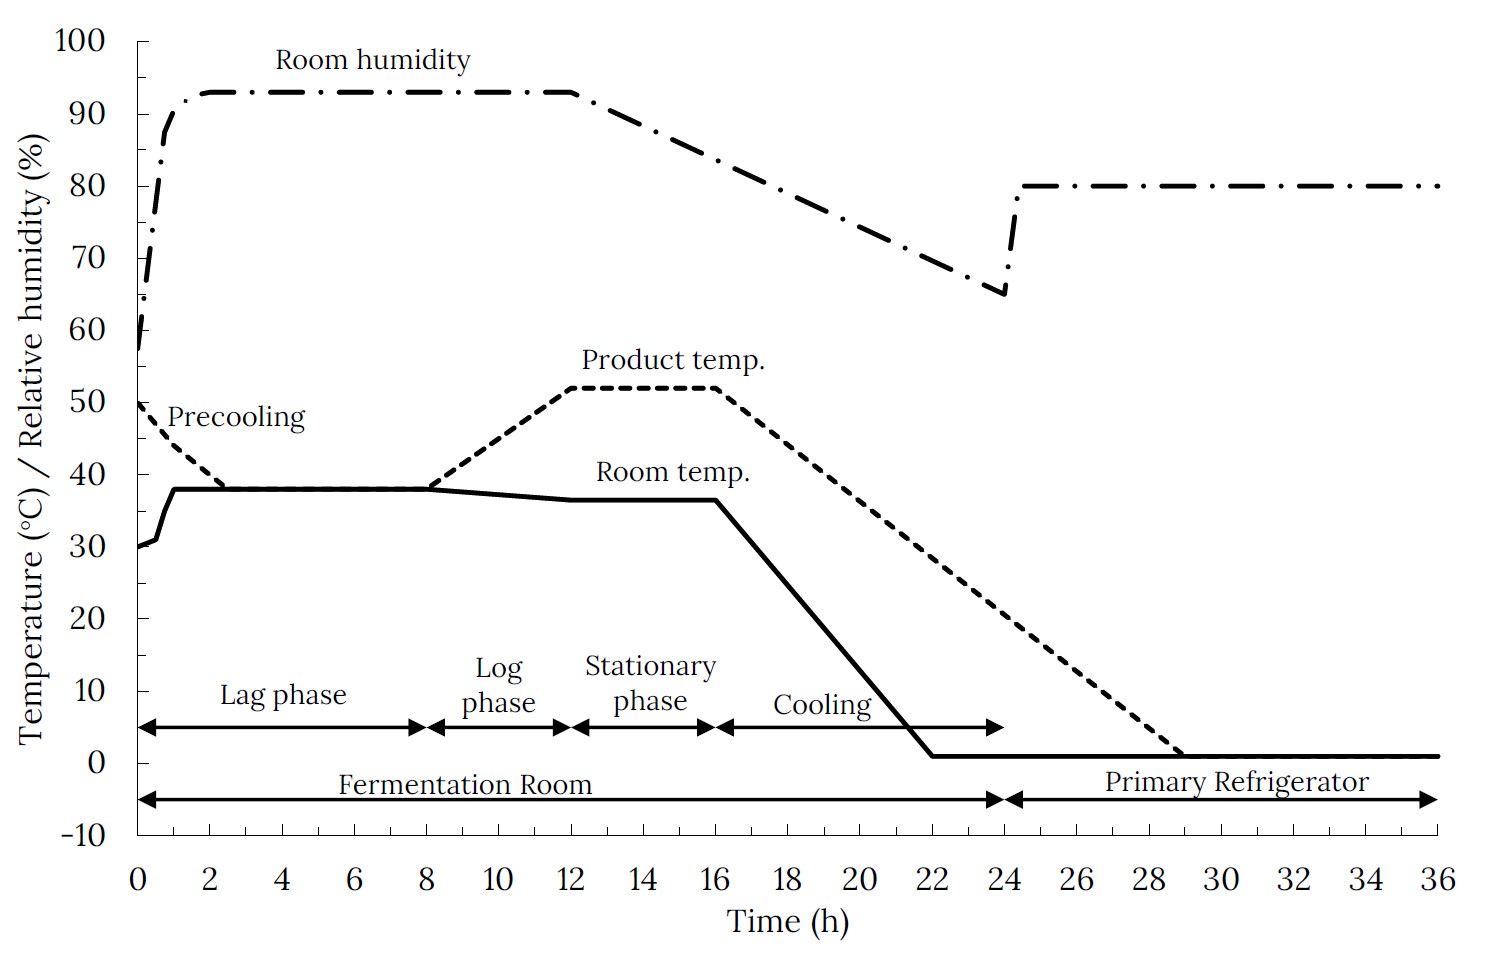 100
90
80
70
60
50
40
30
20
10
0
−10
Temperature (°C) / Relative humidity (%)
Room humidity
Product temp.
Precooling
Room temp.
Lag phase
Log
phase
Stationary
phase
Cooling
Fermentation Room
Primary Refrigerator
0 2 4 6 8 10 12 14 16 18 20 22 24 26 28 30 32 34 36
Time (h)